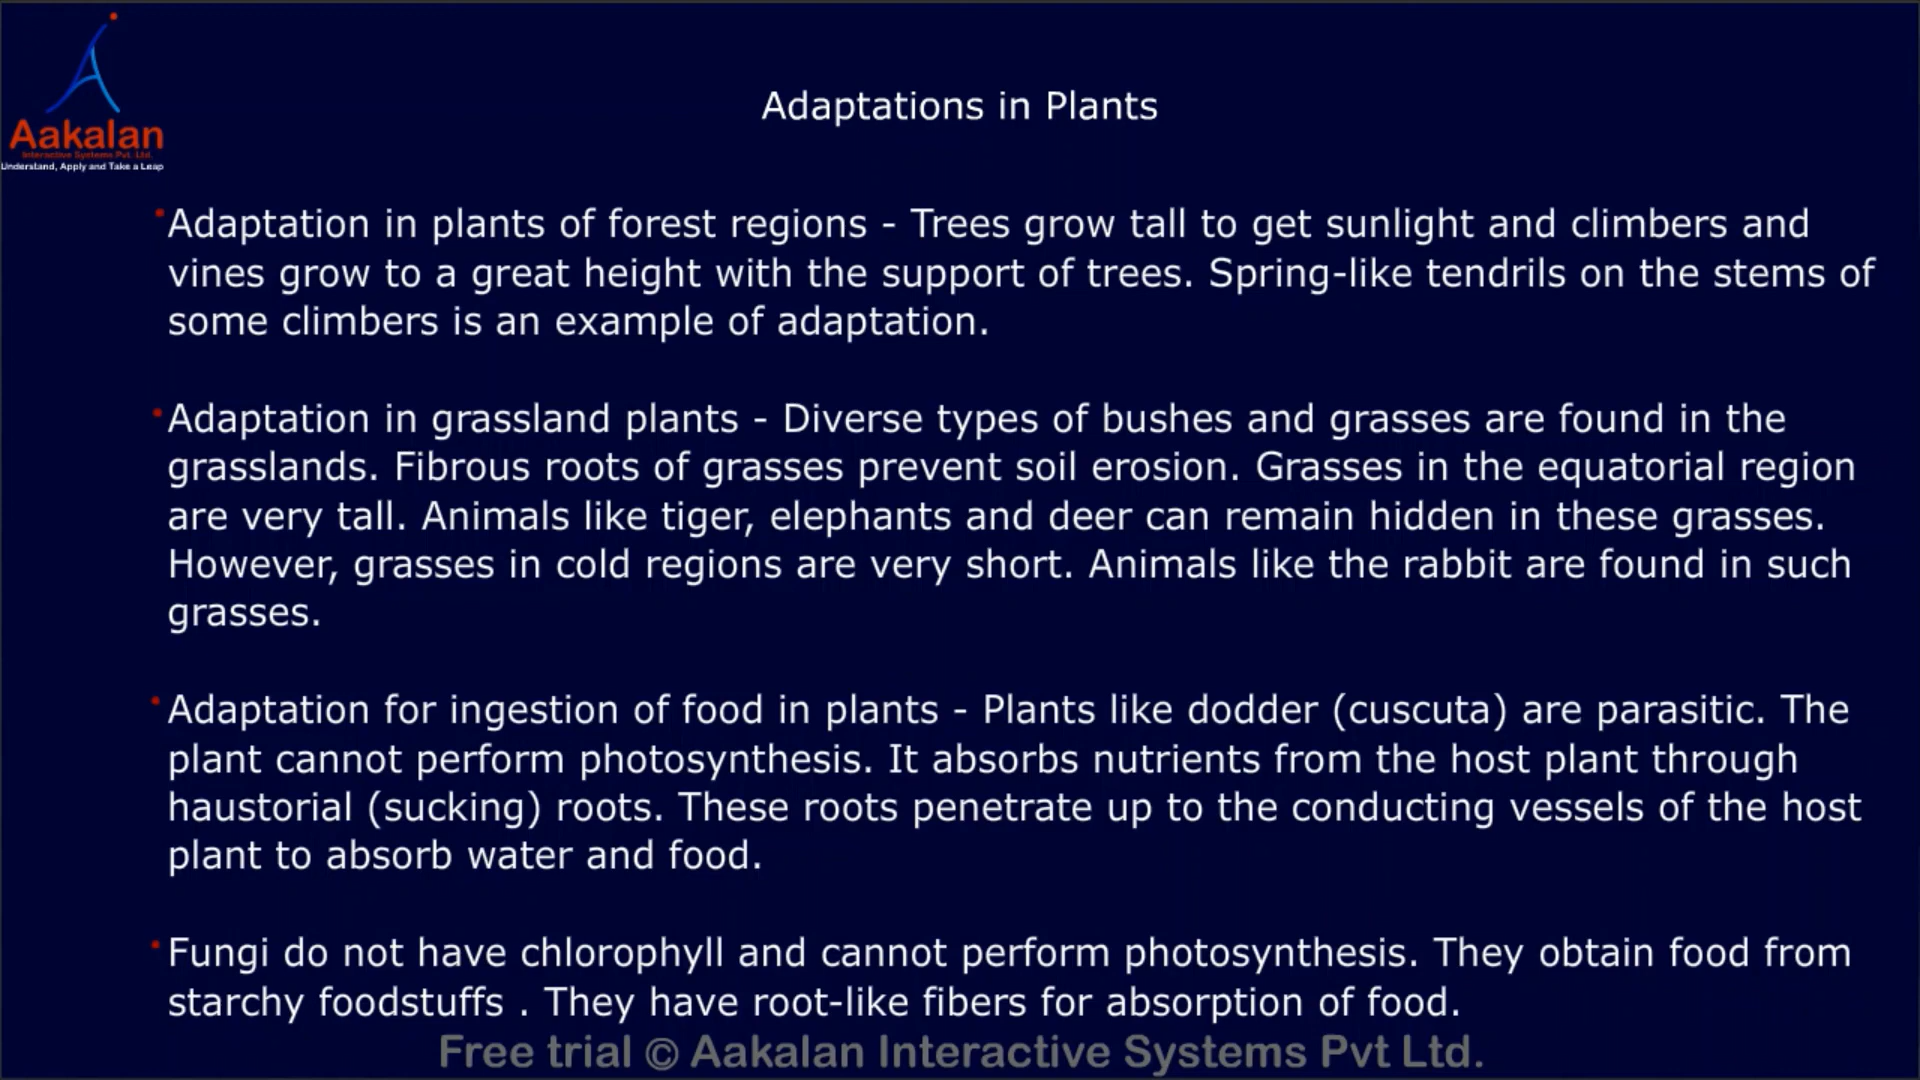 Aakalan
Interactive Systems Pvt. Ltd.
Understand, Apply and Take a Leap
Adaptations in Plants
Adaptation in plants of forest regions - Trees grow tall to get sunlight and climbers and
vines grow to a great height with the support of trees. Spring-like tendrils on the stems of
some climbers is an example of adaptation.
Adaptation in grassland plants - Diverse types of bushes and grasses are found in the
grasslands. Fibrous roots of grasses prevent soil erosion. Grasses in the equatorial region
are very tall. Animals like tiger, elephants and deer can remain hidden in these grasses.
However, grasses in cold regions are very short. Animals like the rabbit are found in such
grasses.
Adaptation for ingestion of food in plants - Plants like dodder (cuscuta) are parasitic. The
plant cannot perform photosynthesis. It absorbs nutrients from the host plant through
haustorial (sucking) roots. These roots penetrate up to the conducting vessels of the host
plant to absorb water and food.
Fungi do not have chlorophyll and cannot perform photosynthesis. They obtain food from
starchy foodstuffs . They have root-like fibers for absorption of food.
Free trial © Aakalan Interactive Systems Pvt Ltd.